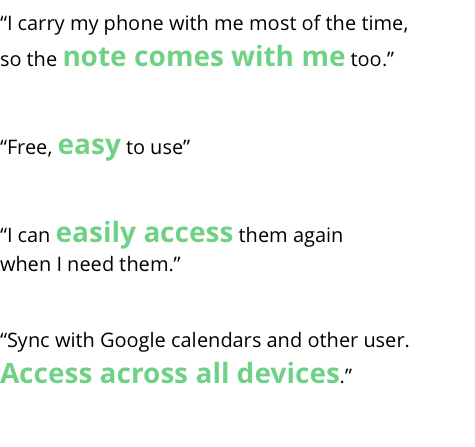 “I carry my phone with me most of the time,
so the note comes with me too.”
“Free, easy to use”
“I can easily access them again
when I need them.”
“Sync with Google calendars and other user.
Access across all devices.”